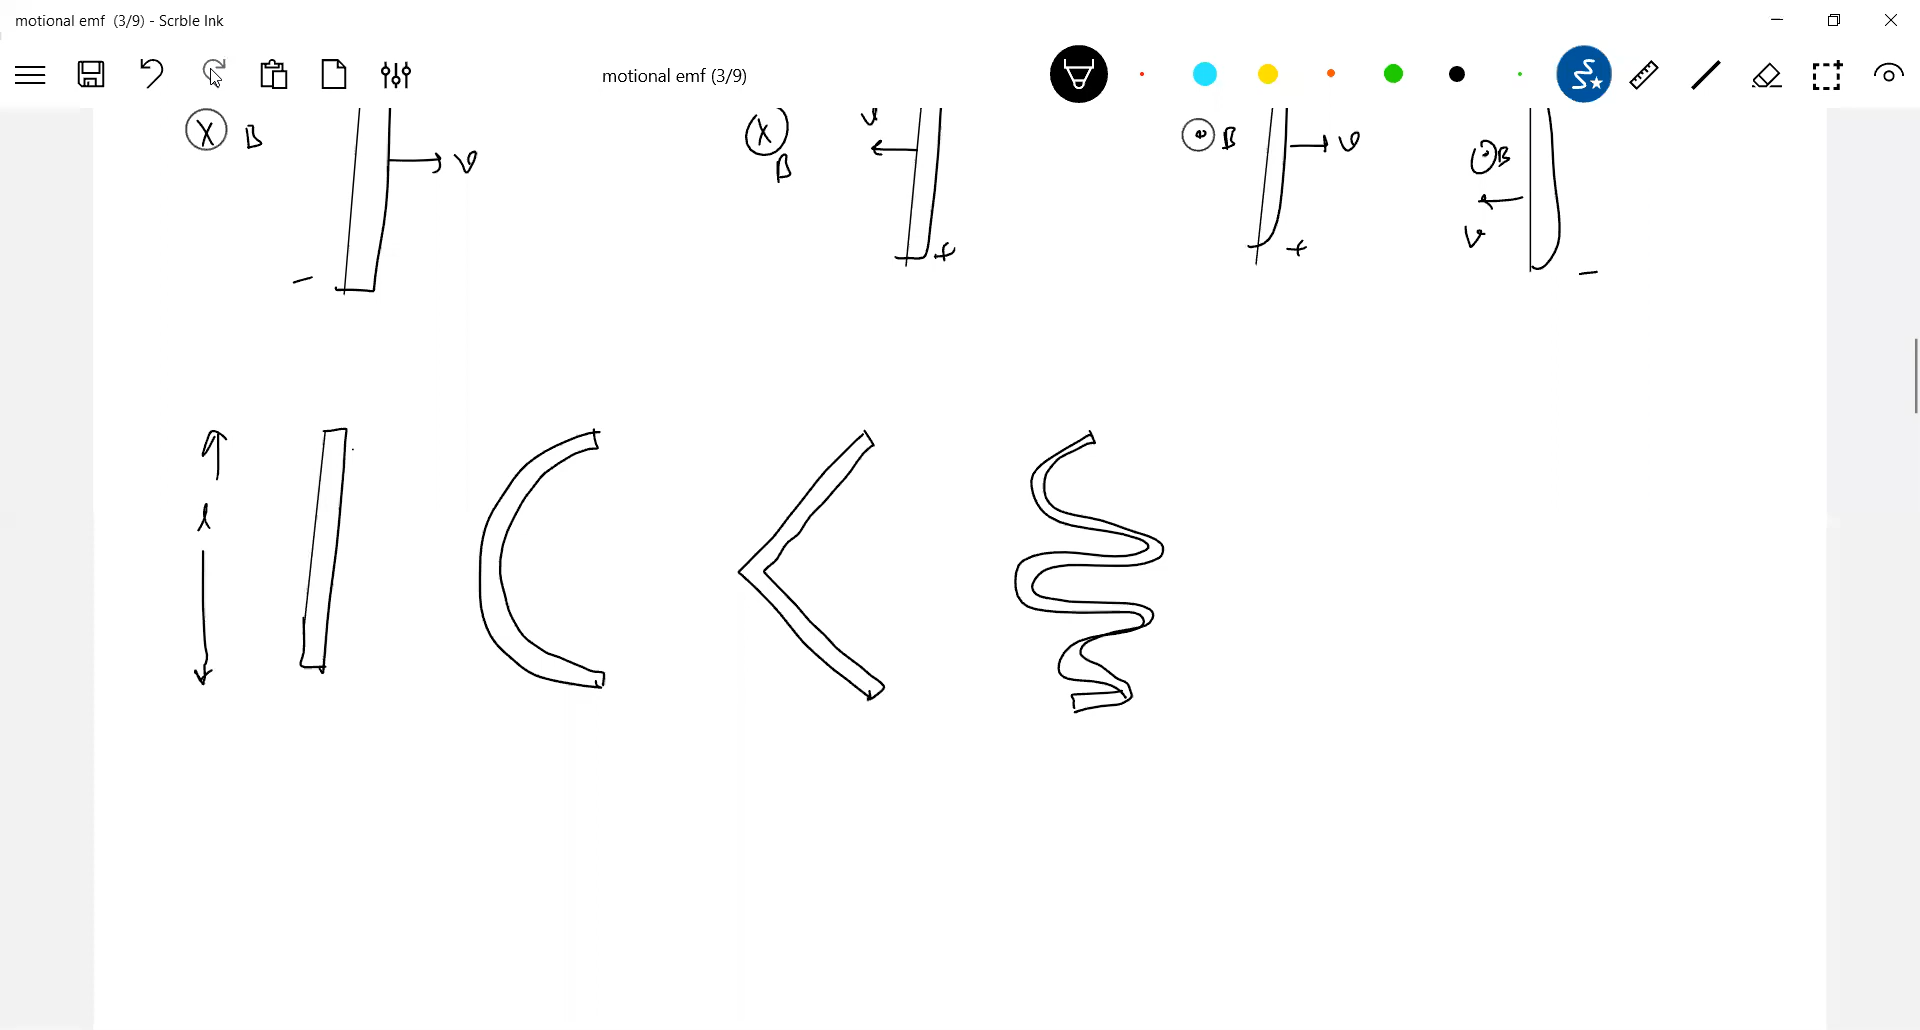 motional emf (3/9) - Scrble Ink
motional emf (3/9)
X B
v
-
X
B
v
+
B
v
+
B
v
-
l